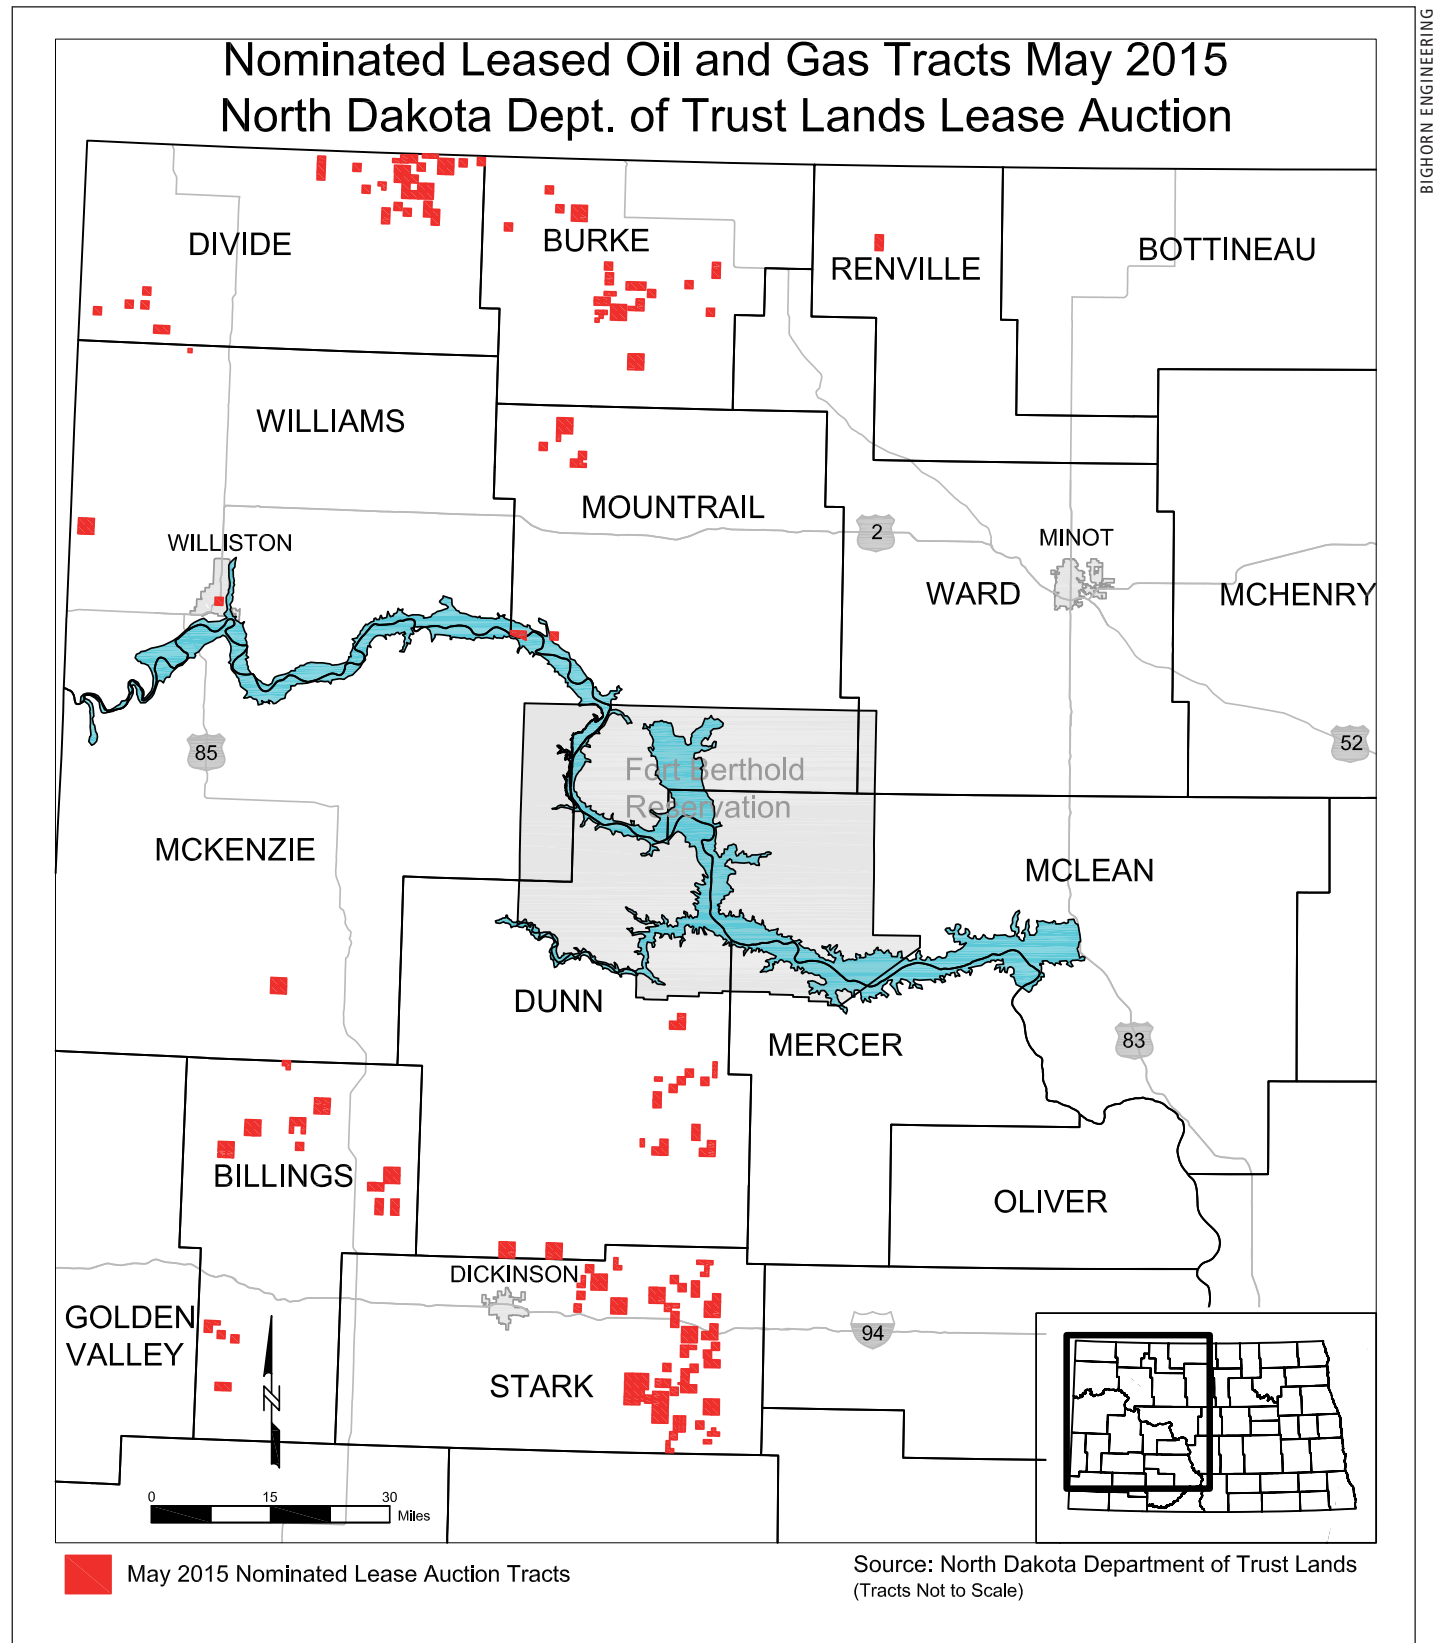 Nominated Leased Oil and Gas Tracts May 2015
North Dakota Dept. of Trust Lands Lease Auction
BIGHORN ENGINEERING
DIVIDE
BURKE
RENVILLE
BOTTINEAU
WILLIAMS
MOUNTRAIL
2
WILLISTON
MINOT
WARD
MCHENRY
85
52
Fort Berthold
Reservation
MCKENZIE
MCLEAN
DUNN
MERCER
83
BILLINGS
OLIVER
DICKINSON
GOLDEN
VALLEY
94
STARK
N
0 15 30
Miles
May 2015 Nominated Lease Auction Tracts
Source: North Dakota Department of Trust Lands
(Tracts Not to Scale)